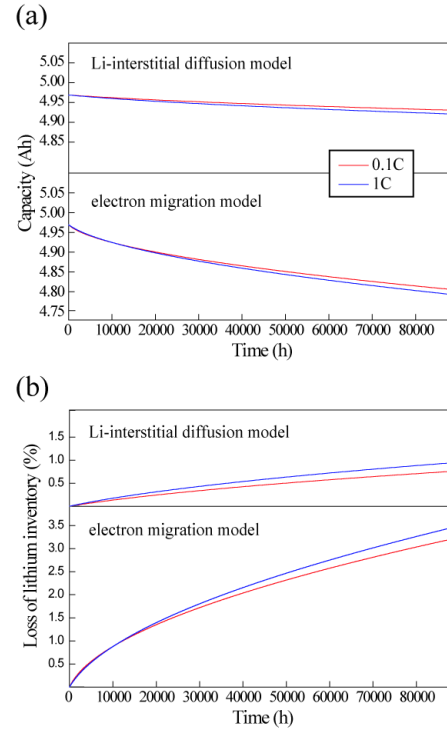 (a)
Li-interstitial diffusion model
5.05
5.00
4.95
4.90
4.85
0.1C
1C
electron migration model
5.05
5.00
4.95
4.90
4.85
4.80
4.75
Capacity (Ah)
0 10000 20000 30000 40000 50000 60000 70000 80000
Time (h)
(b)
Li-interstitial diffusion model
1.5
1.0
0.5
electron migration model
3.5
3.0
2.5
2.0
1.5
1.0
0.5
Loss of lithium inventory (%)
0 10000 20000 30000 40000 50000 60000 70000 80000
Time (h)